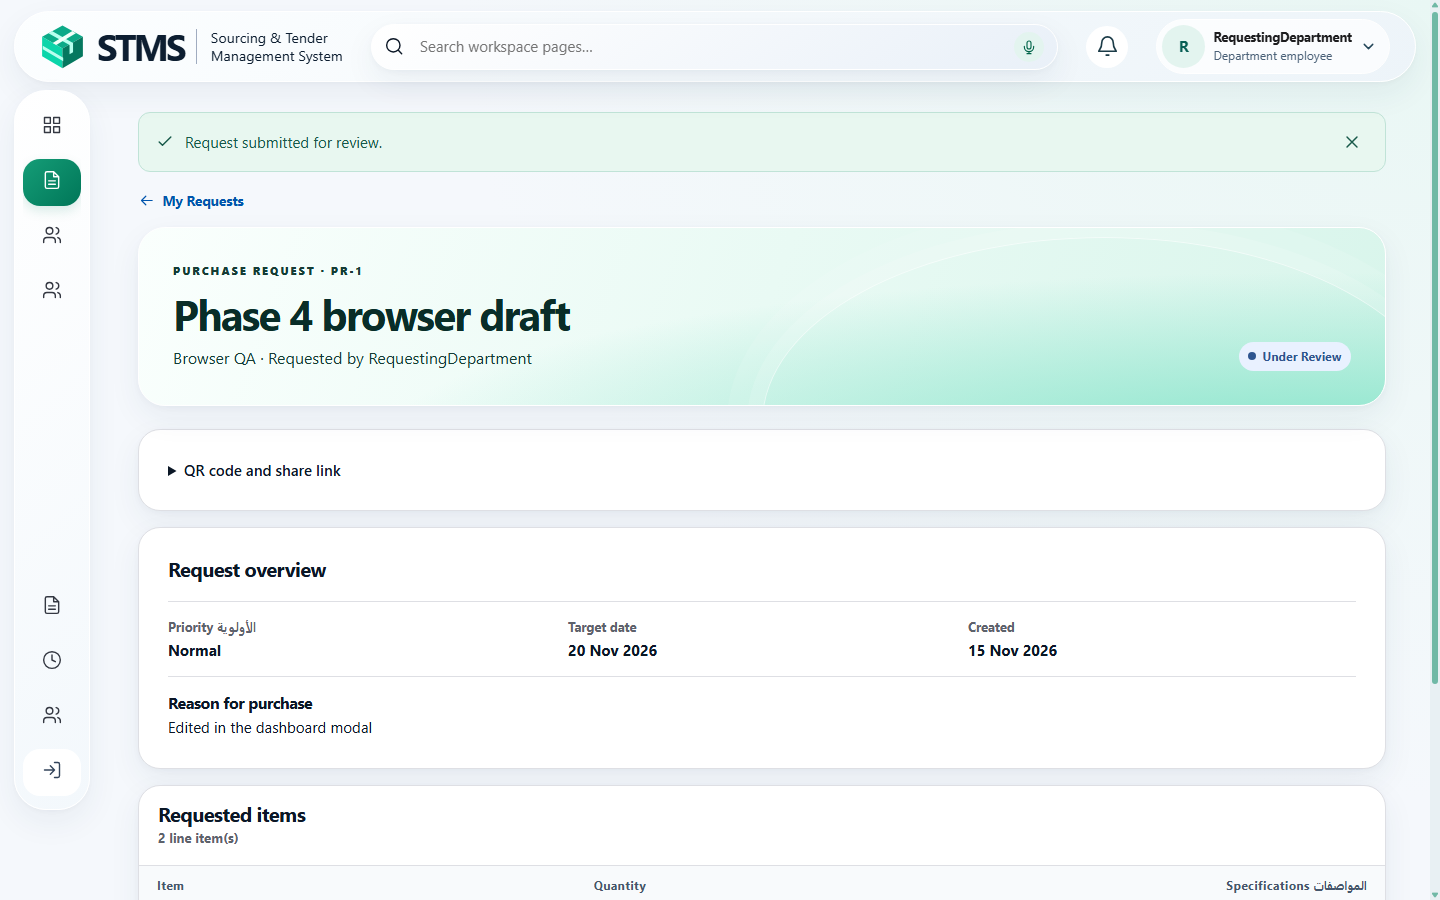 STMS
Sourcing & Tender
Management System
Search workspace pages...
R
RequestingDepartment
Department employee
Request submitted for review.
My Requests
PURCHASE REQUEST · PR-1
Phase 4 browser draft
Browser QA · Requested by RequestingDepartment
Under Review
QR code and share link
Request overview
Priority الأولوية
Normal
Target date
20 Nov 2026
Created
15 Nov 2026
Reason for purchase
Edited in the dashboard modal
Requested items
2 line item(s)
Item
Quantity
Specifications المواصفات